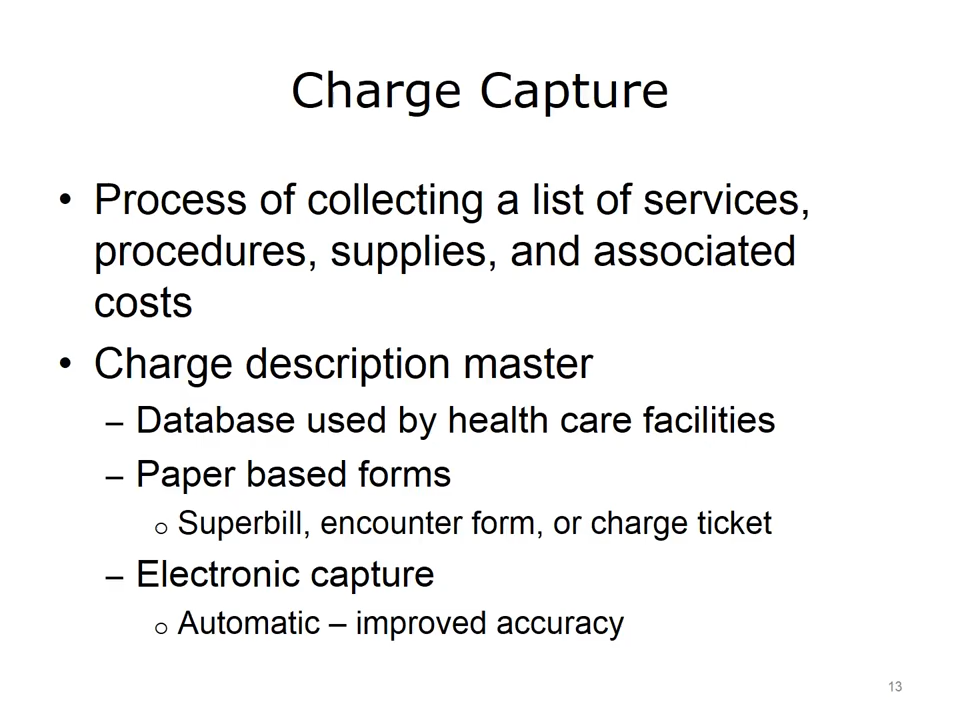 Charge Capture
• Process of collecting a list of services,
procedures, supplies, and associated
costs
• Charge description master
– Database used by health care facilities
– Paper based forms
o Superbill, encounter form, or charge ticket
– Electronic capture
o Automatic – improved accuracy
13